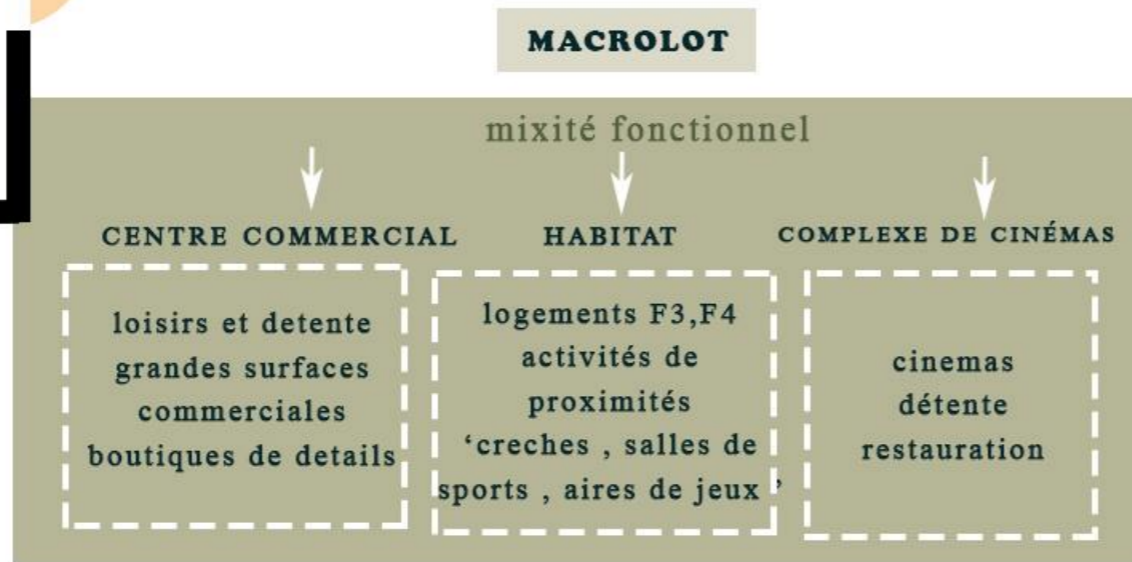 MACROLOT
mixité fonctionnel
CENTRE COMMERCIAL
loisirs et detente
grandes surfaces
commerciales
boutiques de details
HABITAT
logements F3,F4
activités de
proximités
‘creches , salles de
sports , aires de jeux ’
COMPLEXE DE CINÉMAS
cinemas
détente
restauration